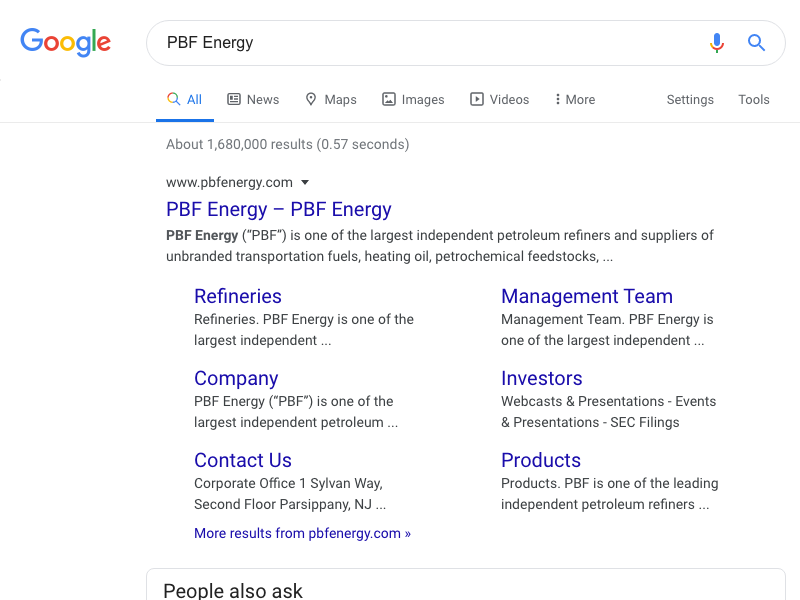 Google
PBF Energy
All News Maps Images Videos More Settings Tools
About 1,680,000 results (0.57 seconds)
www.pbfenergy.com
PBF Energy – PBF Energy
PBF Energy (“PBF”) is one of the largest independent petroleum refiners and suppliers of
unbranded transportation fuels, heating oil, petrochemical feedstocks, ...
Refineries
Refineries. PBF Energy is one of the
largest independent ...
Management Team
Management Team. PBF Energy is
one of the largest independent ...
Company
PBF Energy (“PBF”) is one of the
largest independent petroleum ...
Investors
Webcasts & Presentations - Events
& Presentations - SEC Filings
Contact Us
Corporate Office 1 Sylvan Way,
Second Floor Parsippany, NJ ...
Products
Products. PBF is one of the leading
independent petroleum refiners ...
More results from pbfenergy.com »
People also ask